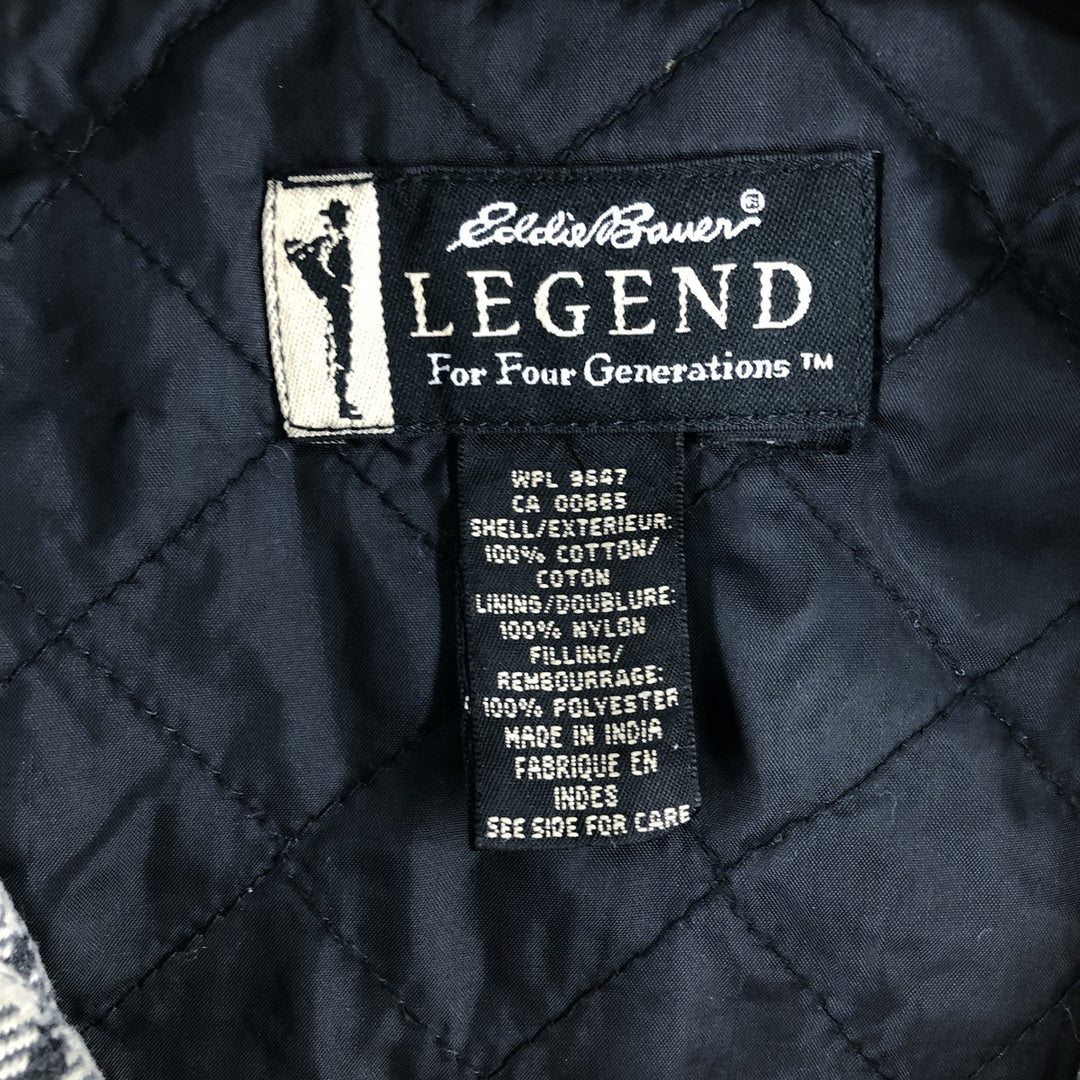 Eddie Bauer®
LEGEND
For Four Generations ™
WPL 9647
CA 00665
SHELL/EXTERIEUR:
100% COTTON/
COTON
LINING/DOUBLURE:
100% NYLON
FILLING/
REMBOURRAGE:
100% POLYESTER
MADE IN INDIA
FABRIQUE EN
INDES
SEE SIDE FOR CARE